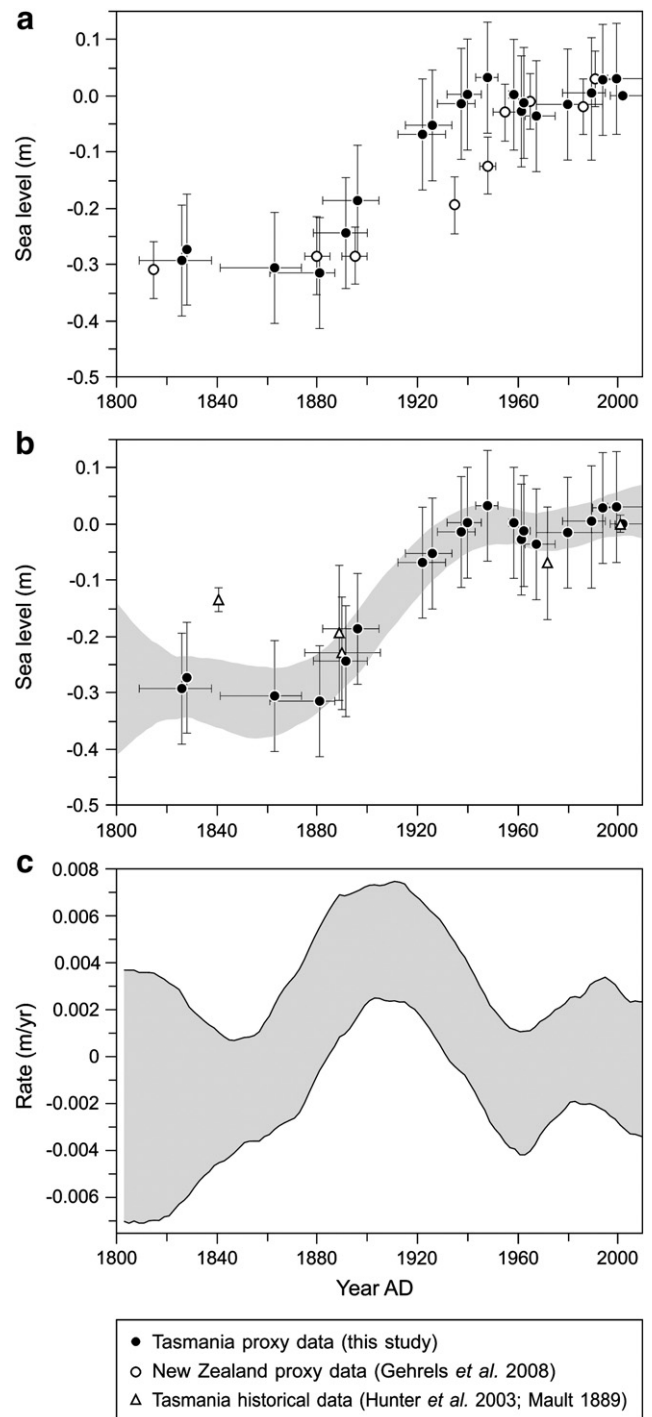 a
0.1
0.0
-0.1
-0.2
-0.3
-0.5
Sea level (m)
1800 1840 1880 1920 1960 2000
b
0.1
0.0
-0.1
-0.2
-0.3
-0.4
-0.5
Sea level (m)
1800 1840 1880 1920 1960 2000
c
0.008
0.006
0.004
0.002
0
-0.002
-0.004
-0.006
Rate (m/yr)
1800 1840 1880 1920 1960 2000
Year AD
Tasmania proxy data (this study)
New Zealand proxy data (Gehrels et al. 2008)
Tasmania historical data (Hunter et al. 2003; Mault 1889)